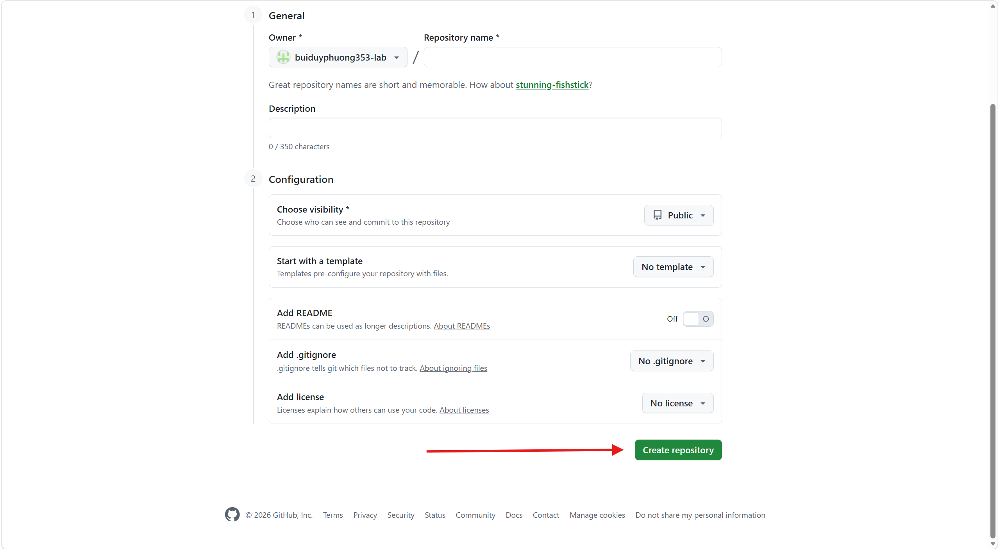 1 General
Owner * Repository name *
buiduyphuong353-lab /
Great repository names are short and memorable. How about stunning-fishstick?
Description
0 / 350 characters
2 Configuration
Choose visibility *
Choose who can see and commit to this repository
Public
Start with a template
Templates pre-configure your repository with files.
No template
Add README
READMEs can be used as longer descriptions. About READMEs
Off
Add .gitignore
.gitignore tells git which files not to track. About ignoring files
No .gitignore
Add license
Licenses explain how others can use your code. About licenses
No license
Create repository
© 2026 GitHub, Inc. Terms Privacy Security Status Community Docs Contact Manage cookies Do not share my personal information